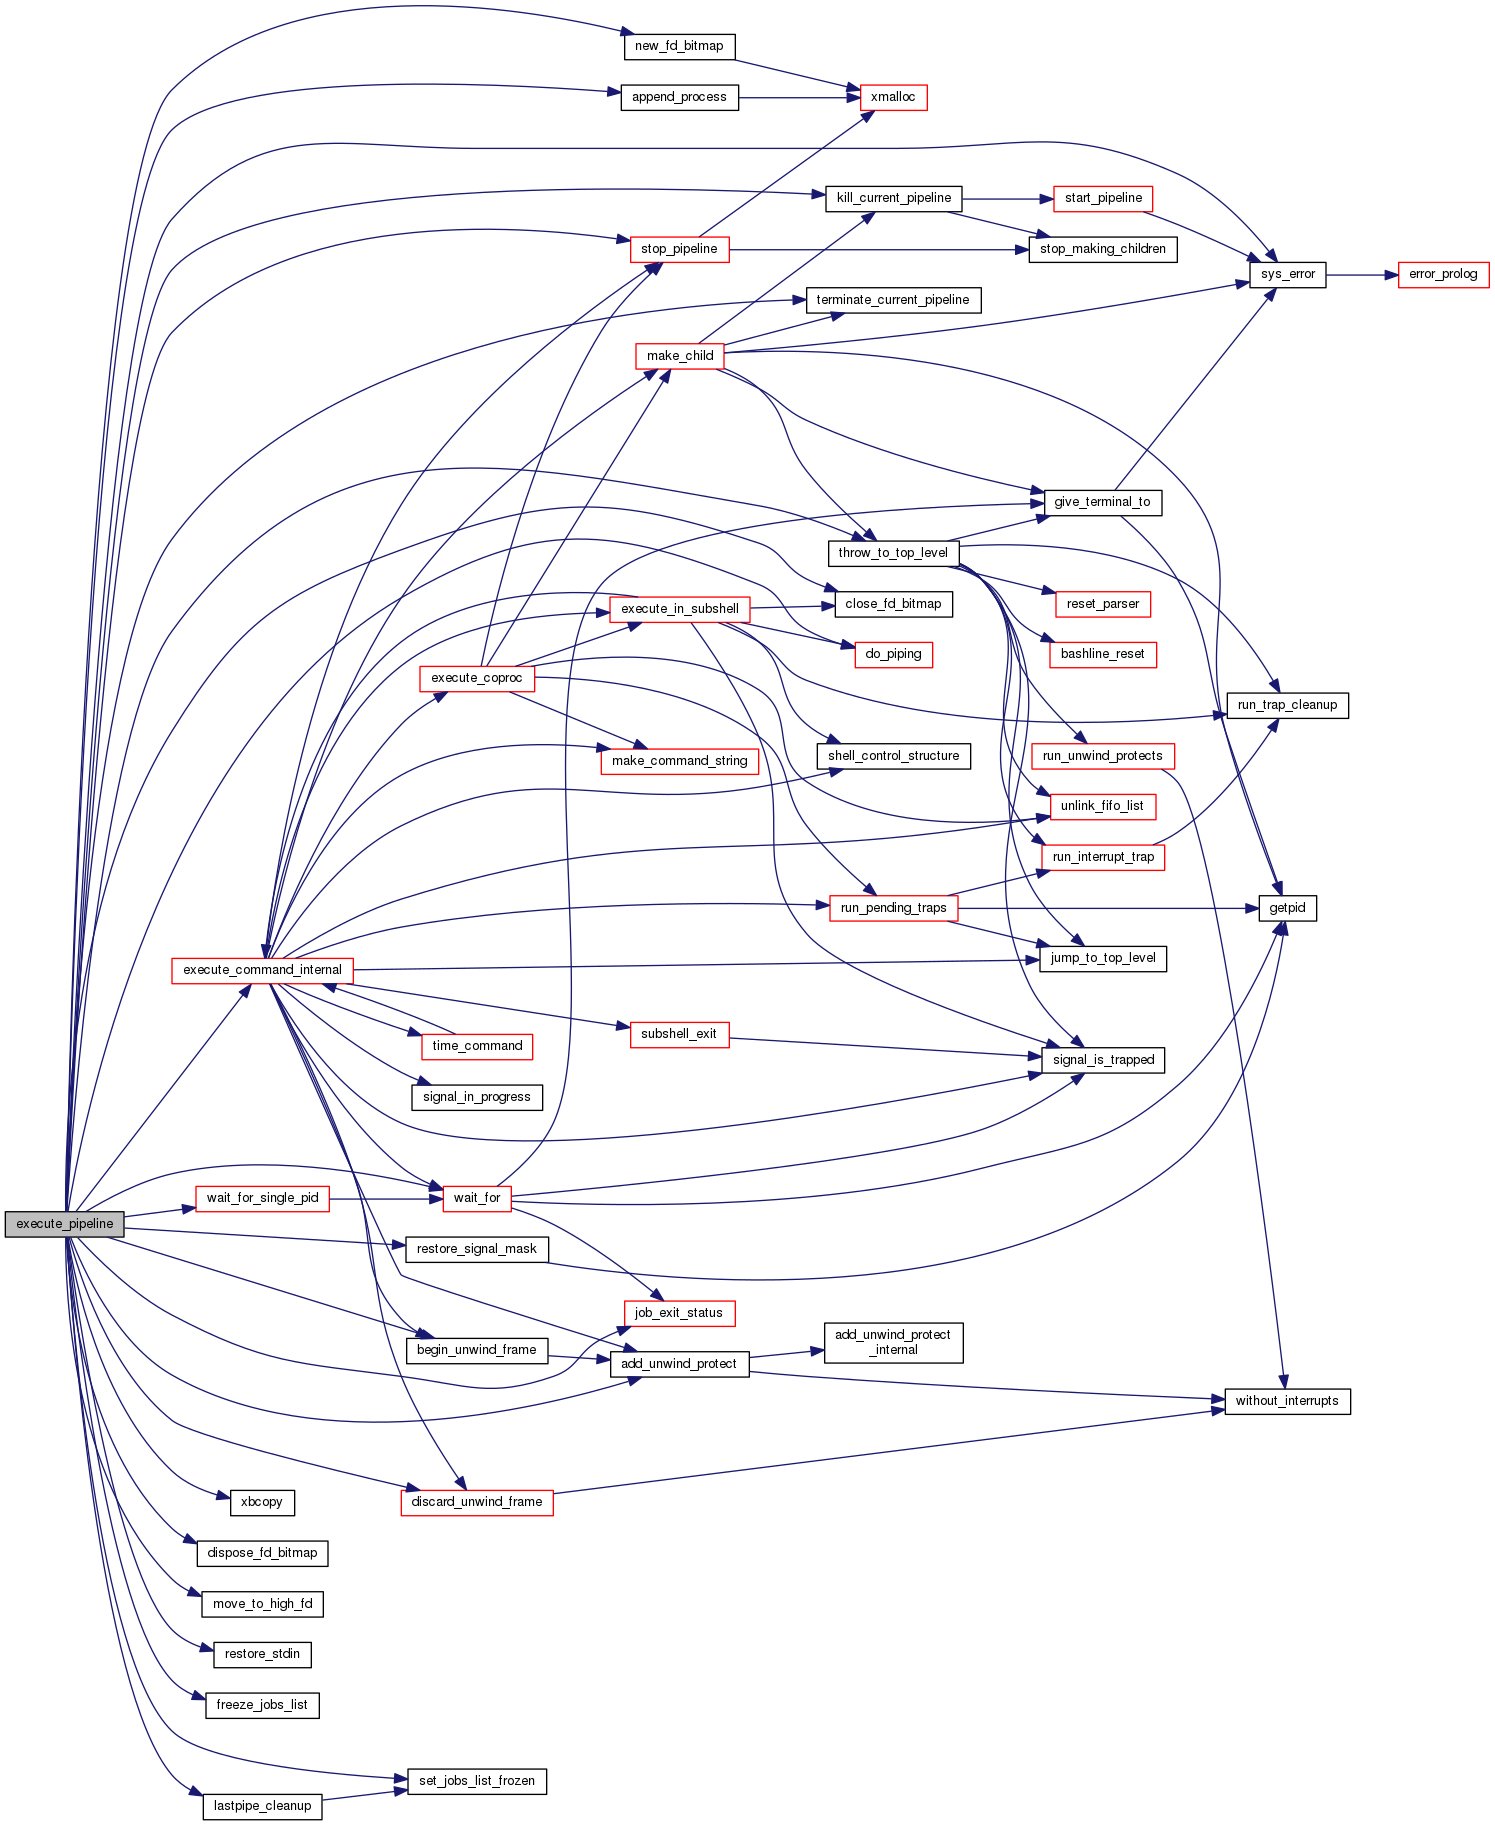 new_fd_bitmap
append_process
xmalloc
kill_current_pipeline
start_pipeline
stop_pipeline
stop_making_children
sys_error
error_prolog
terminate_current_pipeline
make_child
give_terminal_to
throw_to_top_level
close_fd_bitmap
reset_parser
execute_in_subshell
do_piping
bashline_reset
execute_coproc
run_trap_cleanup
shell_control_structure
run_unwind_protects
make_command_string
unlink_fifo_list
run_interrupt_trap
run_pending_traps
getpid
execute_command_internal
jump_to_top_level
subshell_exit
time_command
signal_is_trapped
signal_in_progress
wait_for_single_pid
wait_for
execute_pipeline
restore_signal_mask
job_exit_status
begin_unwind_frame
add_unwind_protect
add_unwind_protect
_internal
without_interrupts
xbcopy
discard_unwind_frame
dispose_fd_bitmap
move_to_high_fd
restore_stdin
freeze_jobs_list
set_jobs_list_frozen
lastpipe_cleanup